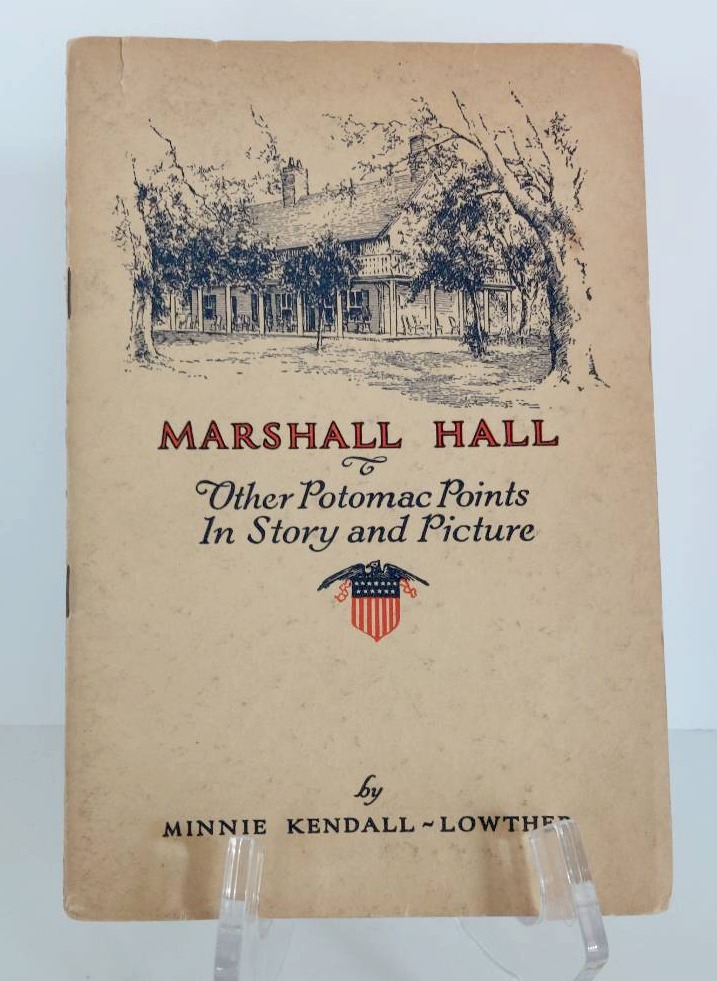 MARSHALL HALL
Other Potomac Points
In Story and Picture
by
MINNIE KENDALL~LOWTHER